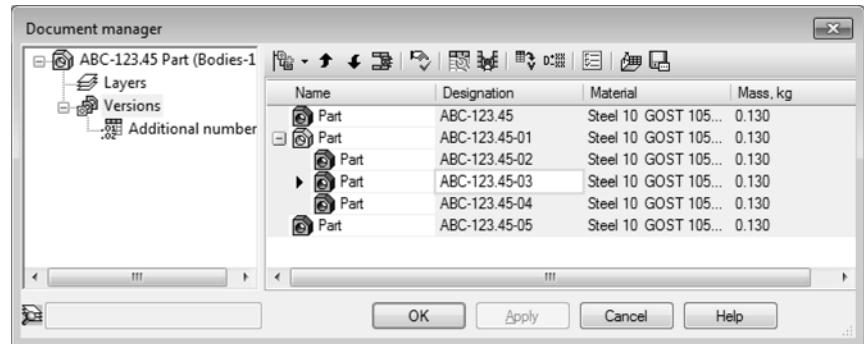 Document manager
ABC-123.45 Part (Bodies-1
Layers
Versions
Additional number
Name Designation Material Mass, kg
Part ABC-123.45 Steel 10 GOST 105... 0.130
Part ABC-123.45-01 Steel 10 GOST 105... 0.130
Part ABC-123.45-02 Steel 10 GOST 105... 0.130
Part ABC-123.45-03 Steel 10 GOST 105... 0.130
Part ABC-123.45-04 Steel 10 GOST 105... 0.130
Part ABC-123.45-05 Steel 10 GOST 105... 0.130
OK Apply Cancel Help